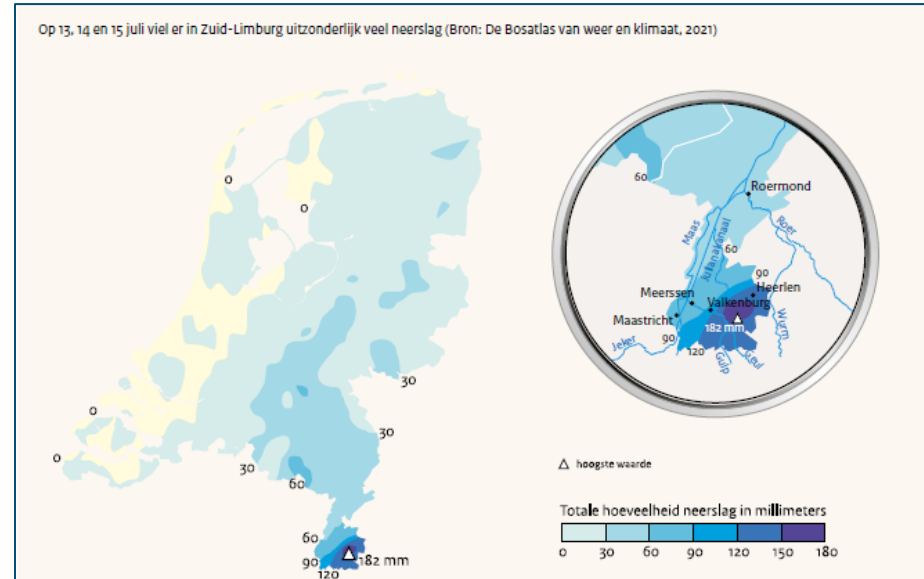 Op 13, 14 en 15 juli viel er in Zuid-Limburg uitzonderlijk veel neerslag (Bron: De Bosatlas van weer en klimaat, 2021)
0
0
0
0
30
30
30
60
60
90
120
182 mm
60
Roermond
Maas
Julianakanaal
Roer
60
90
Heerlen
Meerssen
Valkenburg
Maastricht
182 mm
Wurm
90
120
Jeker
Gulp
Geul
hoogste waarde
Totale hoeveelheid neerslag in millimeters
0 30 60 90 120 150 180